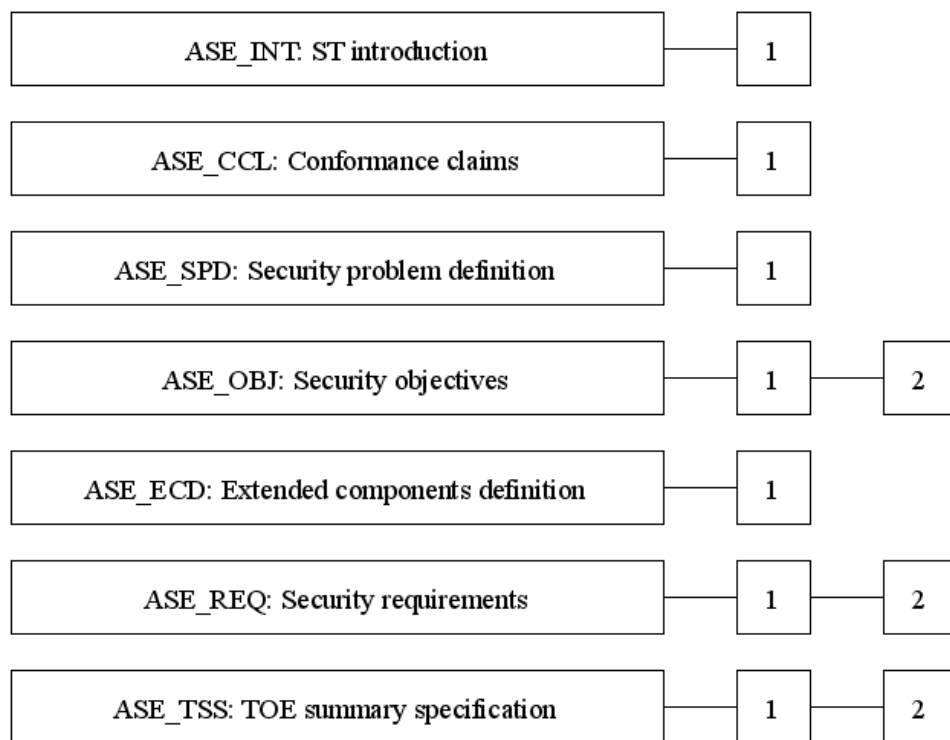 ASE_INT: ST introduction 1
ASE_CCL: Conformance claims 1
ASE_SPD: Security problem definition 1
ASE_OBJ: Security objectives 1 2
ASE_ECD: Extended components definition 1
ASE_REQ: Security requirements 1 2
ASE_TSS: TOE summary specification 1 2